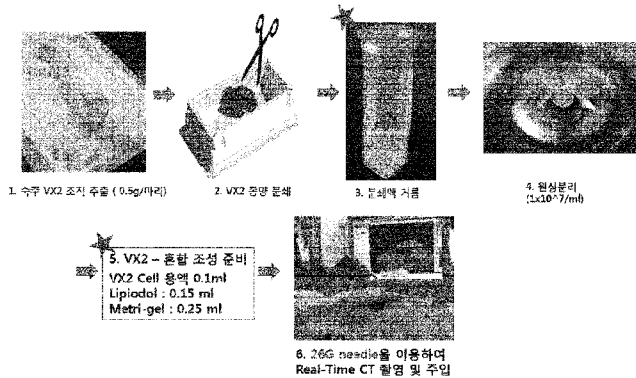 1. 숙주 VX2 조직 추출 ( 0.5g/마리)
2. VX2 종양 분쇄
3. 분쇄액 거름
4. 원심분리
(1x10^7/ml)
5. VX2 – 혼합 조성 준비
VX2 Cell 용액 0.1ml
Lipiodol : 0.15 ml
Metri-gel : 0.25 ml
6. 26G needle을 이용하여
Real-Time CT 촬영 및 주입